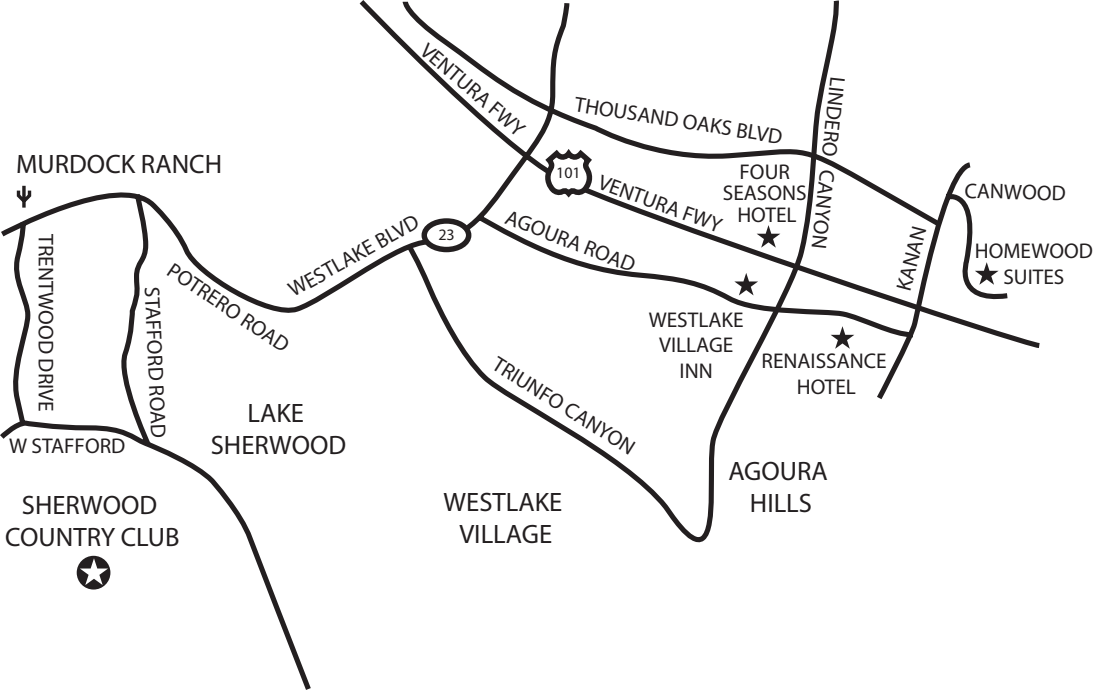 VENTURA FWY
THOUSAND OAKS BLVD
LINDERO CANYON
MURDOCK RANCH
101
FOUR
SEASONS
HOTEL
VENTURA FWY
CANWOOD
AGOURA ROAD
WESTLAKE BLVD
23
KANAN
HOMEWOOD
SUITES
TRENTWOOD DRIVE
STAFFORD ROAD
POTRERO ROAD
WESTLAKE
VILLAGE
INN
RENAISSANCE
HOTEL
TRIUNFO CANYON
LAKE
SHERWOOD
W STAFFORD
AGOURA
HILLS
WESTLAKE
VILLAGE
SHERWOOD
COUNTRY CLUB